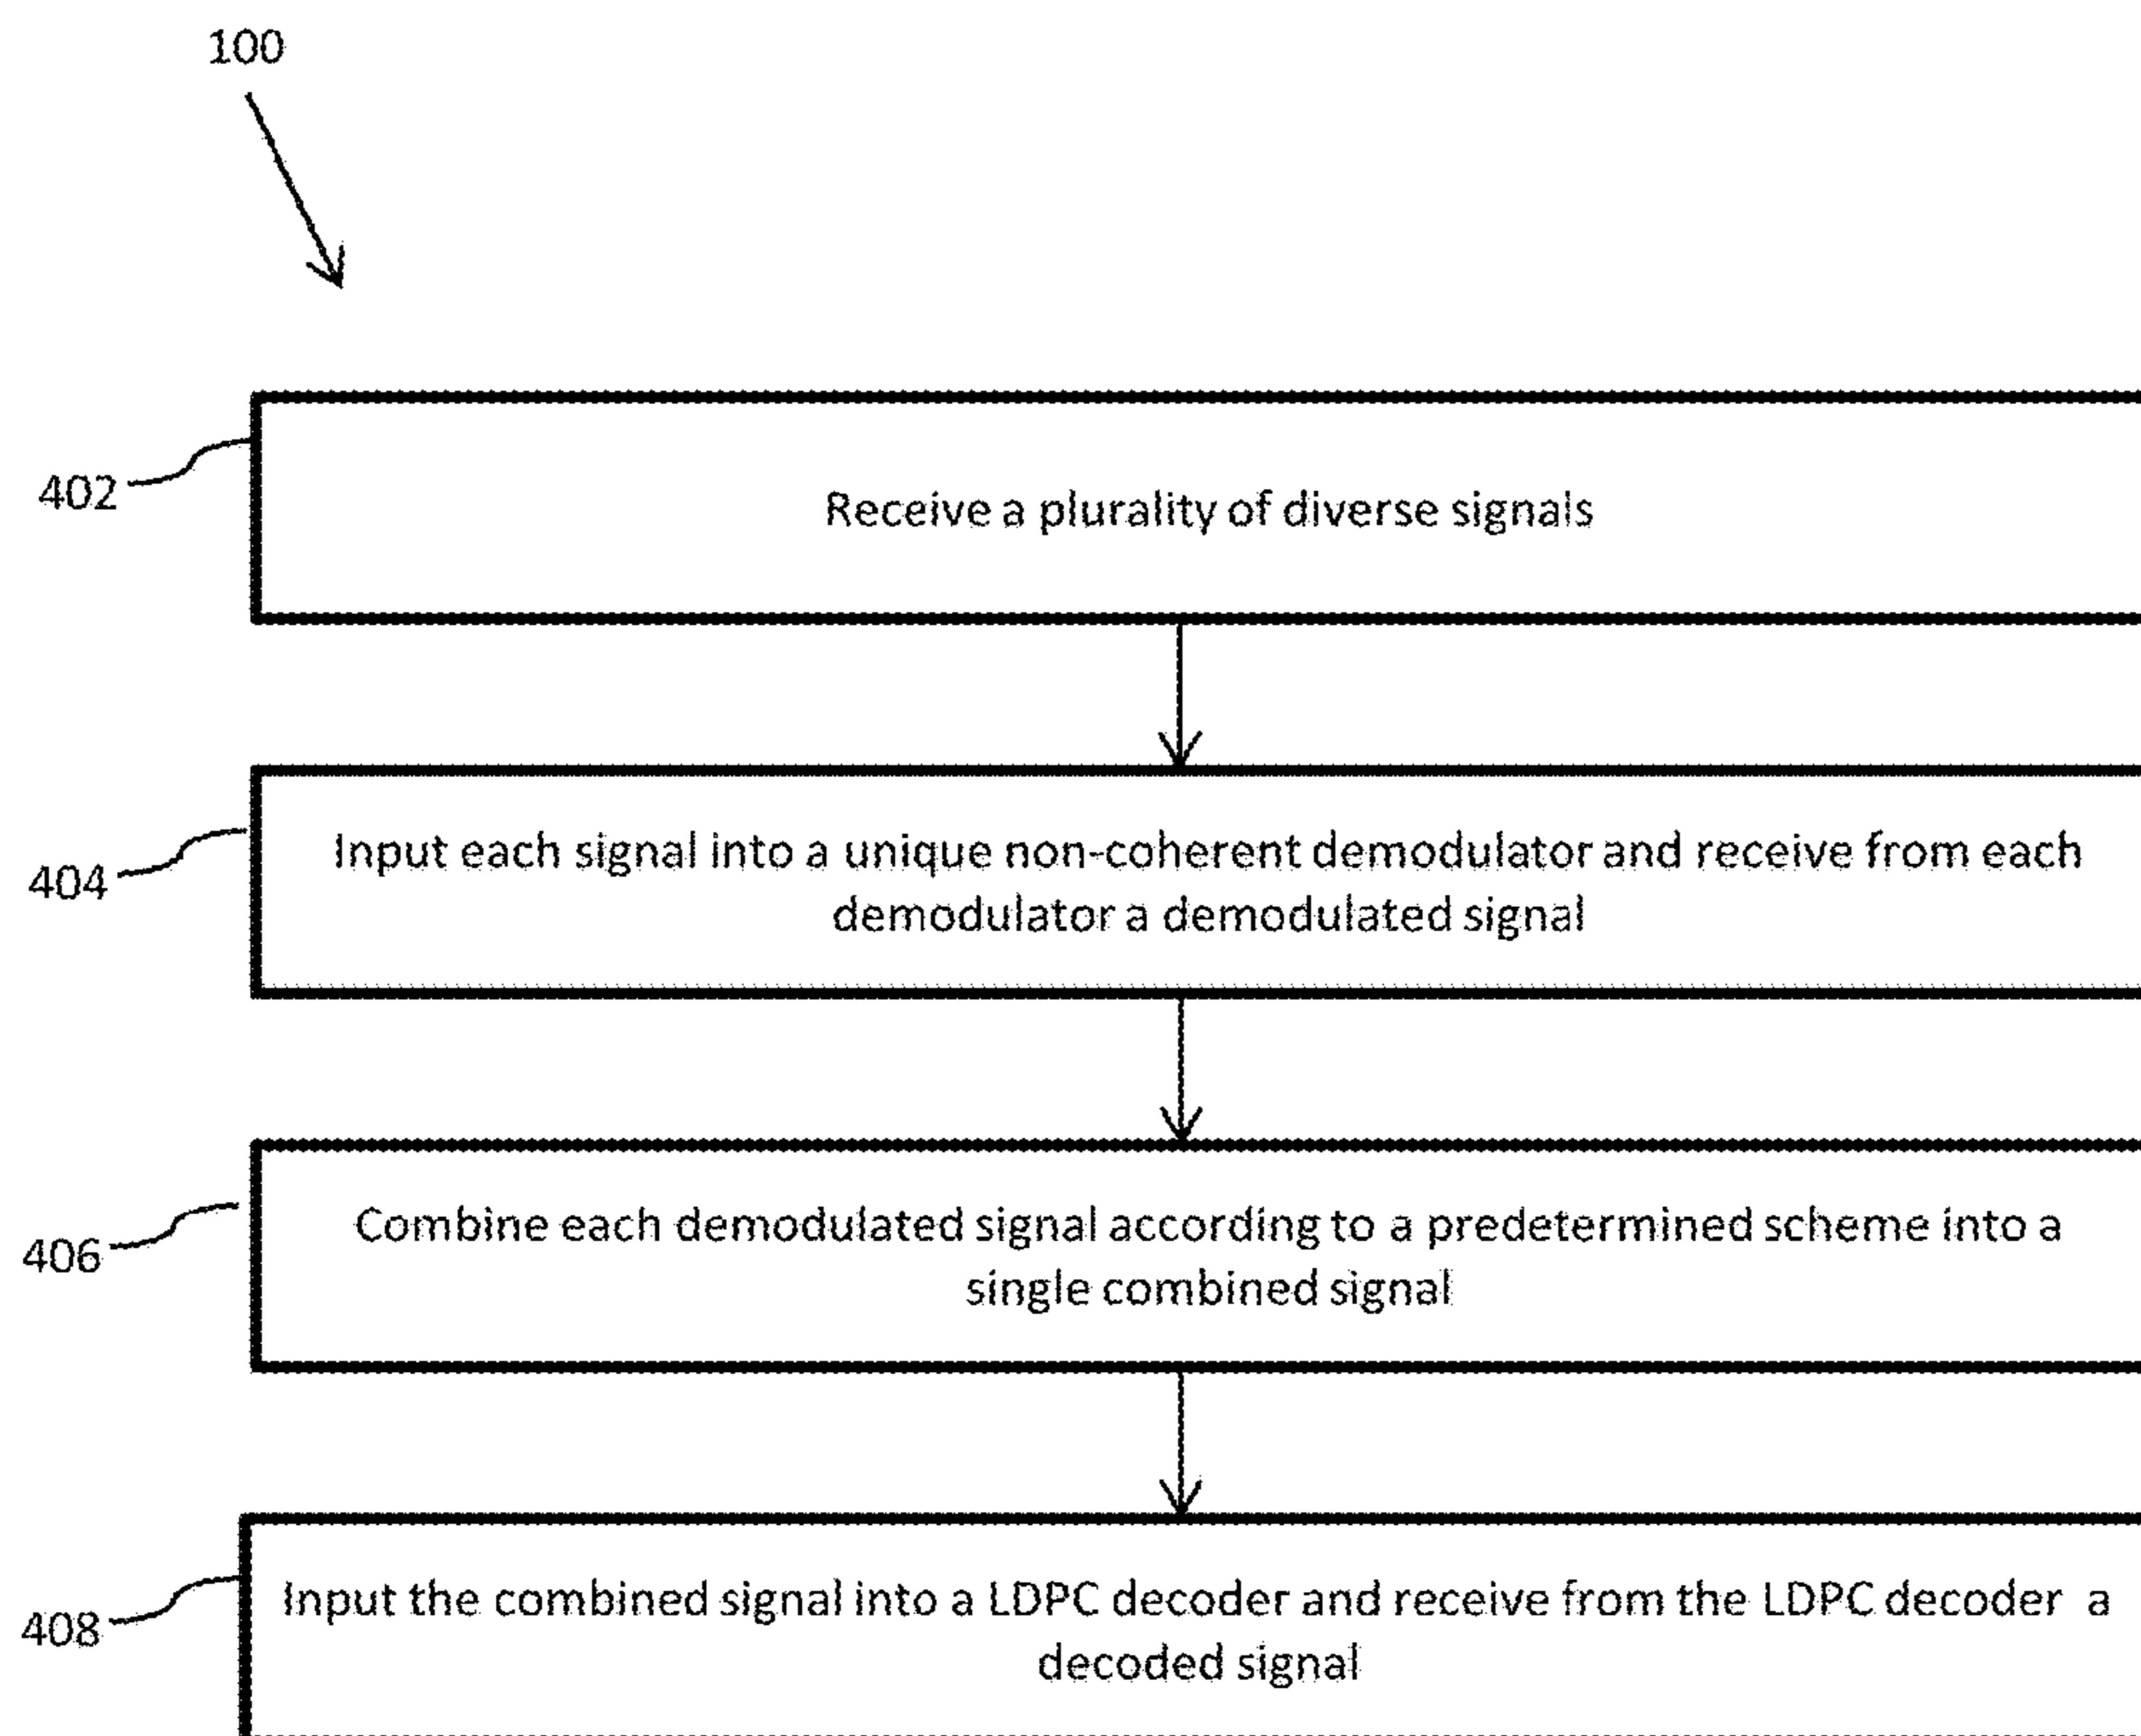 100
402
Receive a plurality of diverse signals
404
Input each signal into a unique non-coherent demodulator and receive from each
demodulator a demodulated signal
406
Combine each demodulated signal according to a predetermined scheme into a
single combined signal
408
Input the combined signal into a LDPC decoder and receive from the LDPC decoder a
decoded signal